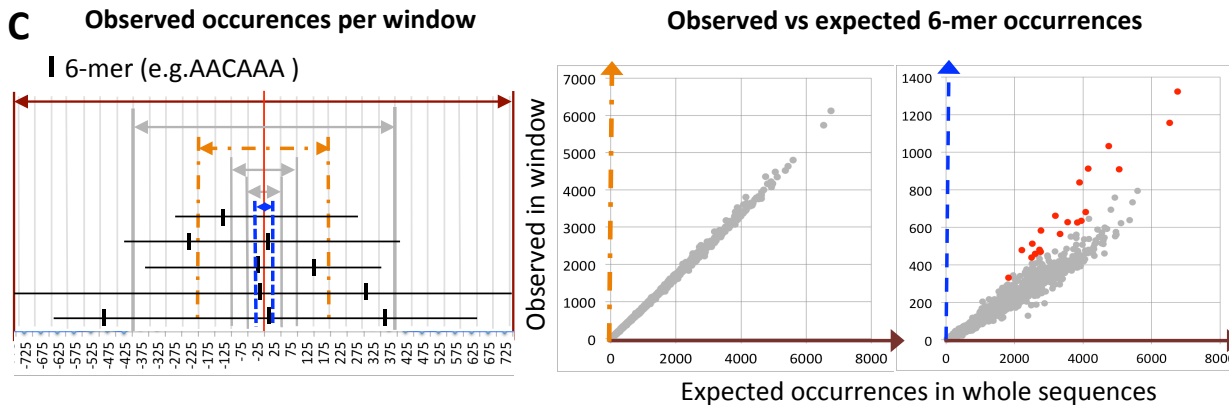 C
Observed occurences per window
Observed vs expected 6-mer occurrences
6-mer (e.g.AACAAA )
-725 -675 -625 -575 -525 -475 -425 -375 -325 -275 -225 -175 -125 -75 -25 25 75 125 175 225 275 325 375 425 475 525 575 625 675 725
Observed in window
7000
6000
5000
4000
3000
2000
1000
0
0 2000 4000 6000 8000
1400
1200
1000
800
600
400
200
0
0 2000 4000 6000 8000
Expected occurrences in whole sequences